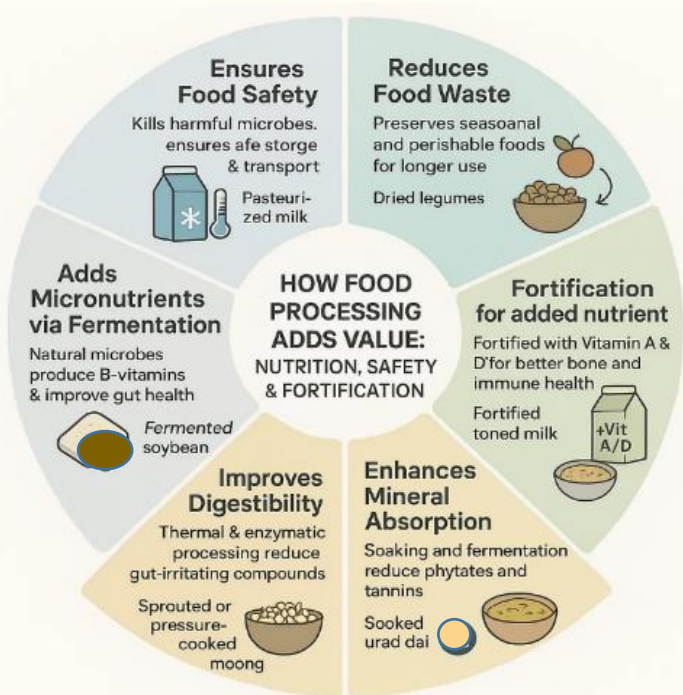 HOW FOOD
PROCESSING
ADDS VALUE:
NUTRITION, SAFETY
& FORTIFICATION
Ensures
Food Safety
Kills harmful microbes.
ensures afe storge
& transport
Pasteuri-
zed milk
Reduces
Food Waste
Preserves seasoanal
and perishable foods
for longer use
Dried legumes
Fortification
for added nutrient
Fortified with Vitamin A &
D'for better bone and
immune health
Fortified
toned milk
+Vit
A/D
Enhances
Mineral
Absorption
Soaking and fermentation
reduce phytates and
tannins
Sooked
urad dai
Improves
Digestibility
Thermal & enzymatic
processing reduce
gut-irritating compounds
Sprouted or
pressure-
cooked
moong
Adds
Micronutrients
via Fermentation
Natural microbes
produce B-vitamins
& improve gut health
Fermented
soybean